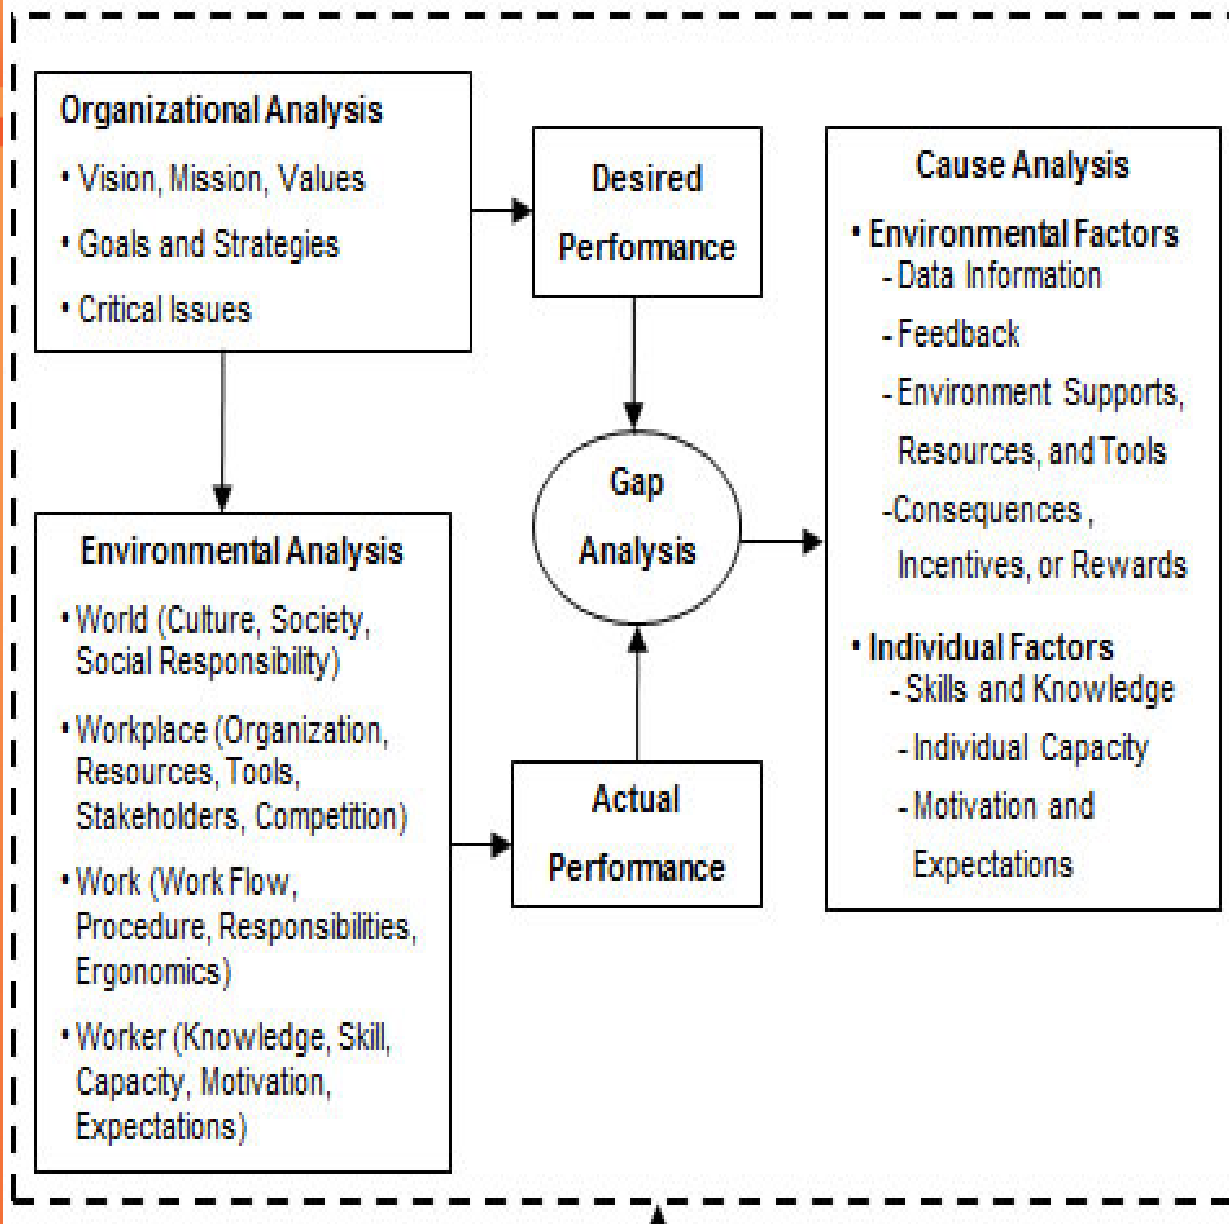 Organizational Analysis
• Vision, Mission, Values
• Goals and Strategies
• Critical Issues
Desired
Performance
Gap
Analysis
Environmental Analysis
• World (Culture, Society,
Social Responsibility)
• Workplace (Organization,
Resources, Tools,
Stakeholders, Competition)
• Work (Work Flow,
Procedure, Responsibilities,
Ergonomics)
• Worker (Knowledge, Skill,
Capacity, Motivation,
Expectations)
Actual
Performance
Cause Analysis
• Environmental Factors
- Data Information
- Feedback
- Environment Supports,
Resources, and Tools
-Consequences ,
Incentives, or Rewards
• Individual Factors
- Skills and Knowledge
- Individual Capacity
- Motivation and
Expectations